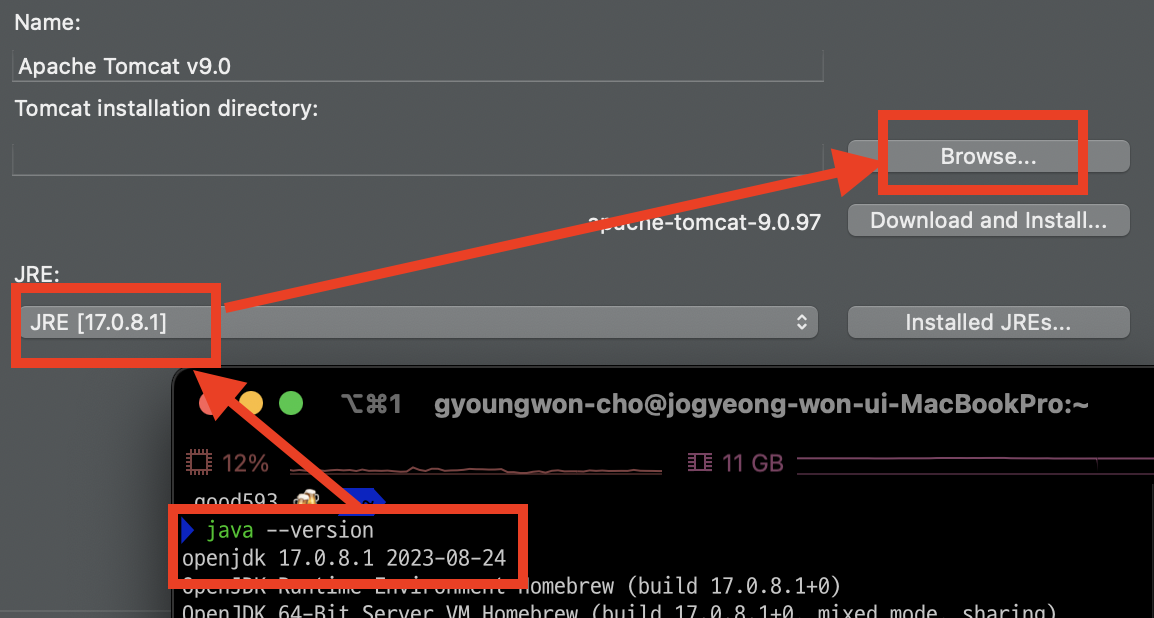 Name:
Apache Tomcat v9.0
Tomcat installation directory:
Browse...
apache-tomcat-9.0.97
Download and Install...
JRE:
JRE [17.0.8.1]
Installed JREs...
⌥⌘1 gyoungwon-cho@jogyeong-won-ui-MacBookPro:~
12% 11 GB
good593 🍻 ~
java --version
openjdk 17.0.8.1 2023-08-24
OpenJDK Runtime Environment Homebrew (build 17.0.8.1+0)
OpenJDK 64-Bit Server VM Homebrew (build 17.0.8.1+0, mixed mode, sharing)